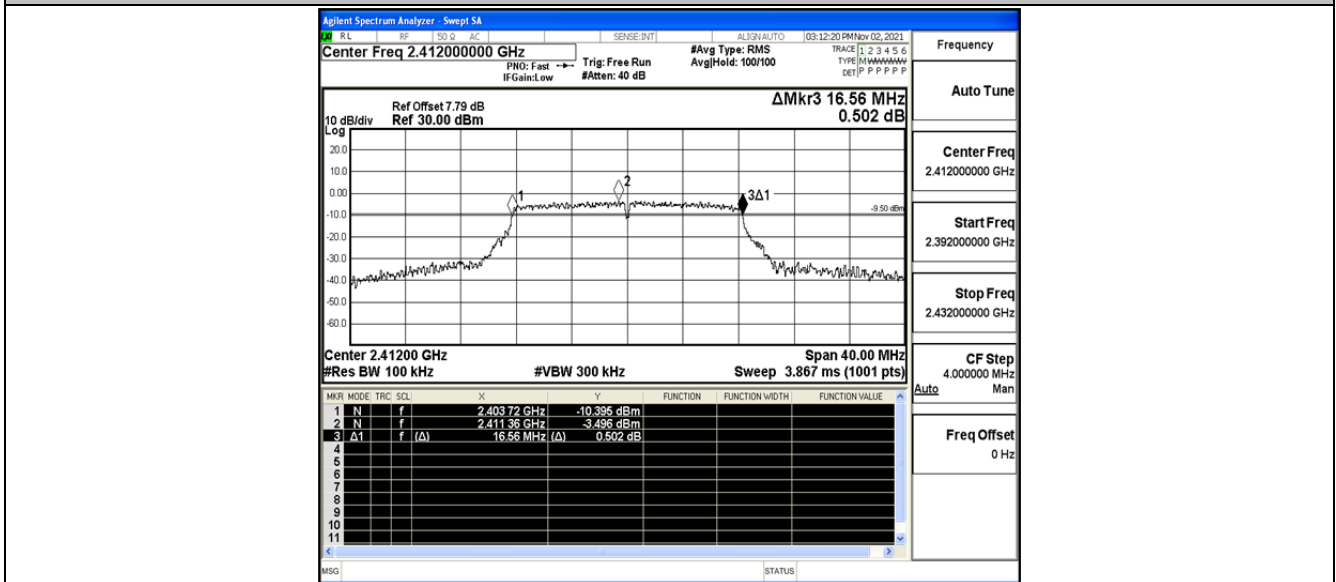 Agilent Spectrum Analyzer - Swept SA
RL RF 50 Ω AC SENSE:INT ALIGNAUTO 03:12:20 PM Nov 02, 2021
Center Freq 2.412000000 GHz
PNO: Fast
IFGain:Low
Trig: Free Run
#Atten: 40 dB
#Avg Type: RMS
Avg|Hold: 100/100
TRACE 1 2 3 4 5 6
TYPE M WWWWW
DET P P P P P P
ΔMkr3 16.56 MHz
0.502 dB
Ref Offset 7.79 dB
10 dB/div Ref 30.00 dBm
Log
20.0
10.0
0.00
-10.0
-20.0
-30.0
-40.0
-50.0
-60.0
1
2
3Δ1
-9.50 dBm
Center 2.41200 GHz Span 40.00 MHz
#Res BW 100 kHz #VBW 300 kHz Sweep 3.867 ms (1001 pts)
MKR MODE TRC SCL X Y FUNCTION FUNCTION WIDTH FUNCTION VALUE
1 N f 2.403 72 GHz -10.395 dBm
2 N f 2.411 36 GHz -3.496 dBm
3 Δ1 f (Δ) 16.56 MHz (Δ) 0.502 dB
4
5
6
7
8
9
10
11
MSG STATUS
Frequency
Auto Tune
Center Freq
2.412000000 GHz
Start Freq
2.392000000 GHz
Stop Freq
2.432000000 GHz
CF Step
4.000000 MHz
Auto Man
Freq Offset
0 Hz